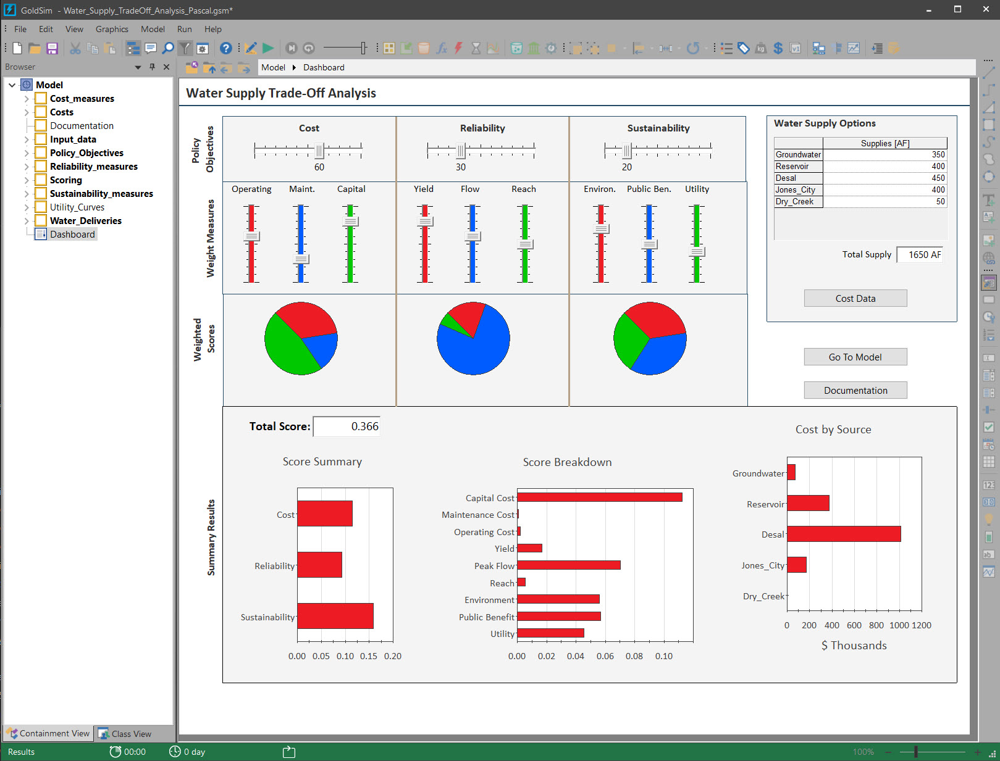 GoldSim - Water_Supply_TradeOff_Analysis_Pascal.gsm*
File Edit View Graphics Model Run Help
Browser
Model Dashboard
Model
Cost_measures
Costs
Documentation
Input_data
Policy_Objectives
Reliability_measures
Scoring
Sustainability_measures
Utility_Curves
Water_Deliveries
Dashboard
Water Supply Trade-Off Analysis
Policy
Objectives
Cost
60
Reliability
30
Sustainability
20
Weight Measures
Operating Maint. Capital
Yield Flow Reach
Environ. Public Ben. Utility
Weighted
Scores
Water Supply Options
Supplies [AF]
Groundwater 350
Reservoir 400
Desal 450
Jones_City 400
Dry_Creek 50
Total Supply 1650 AF
Cost Data
Go To Model
Documentation
Summary Results
Total Score: 0.366
Score Summary
Cost
Reliability
Sustainability
0.00 0.05 0.10 0.15 0.20
Score Breakdown
Capital Cost
Maintenance Cost
Operating Cost
Yield
Peak Flow
Reach
Environment
Public Benefit
Utility
0.00 0.02 0.04 0.06 0.08 0.10
Cost by Source
Groundwater
Reservoir
Desal
Jones_City
Dry_Creek
0 200 400 600 800 1000 1200
$ Thousands
Containment View Class View
Results 00:00 0 day 100%